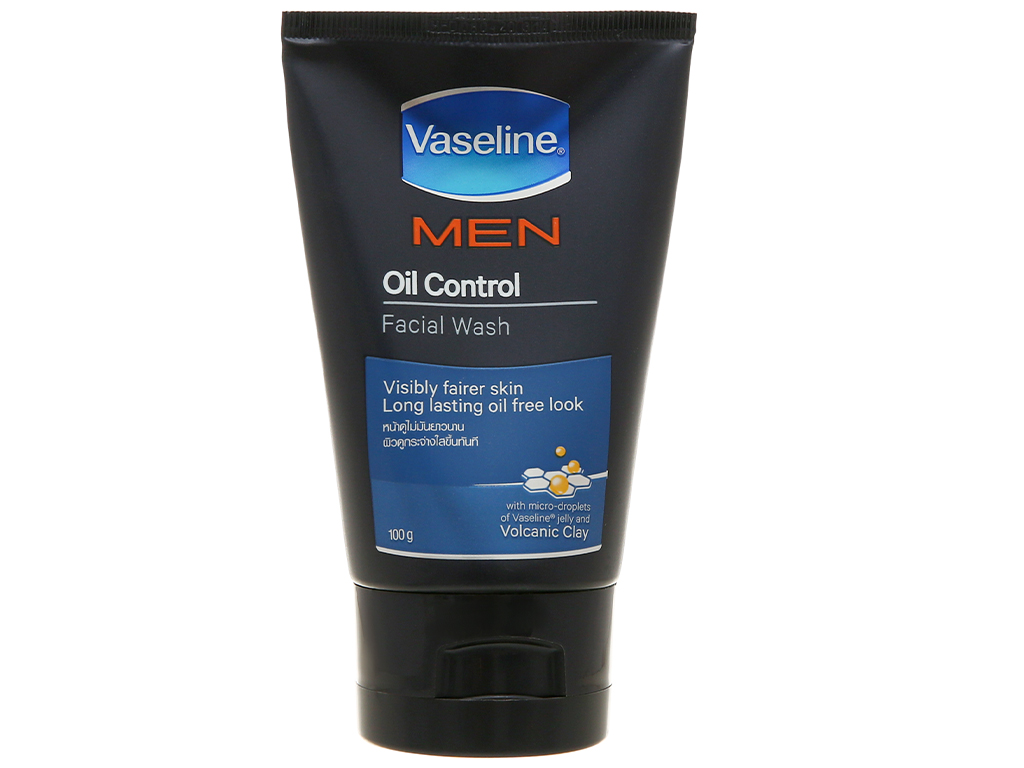 Vaseline®
MEN
Oil Control
Facial Wash
Visibly fairer skin
Long lasting oil free look
หน้าดูไม่มันยาวนาน
ผิวดูกระจ่างใสขึ้นทันที
with micro-droplets
of Vaseline® jelly and
Volcanic Clay
100 g